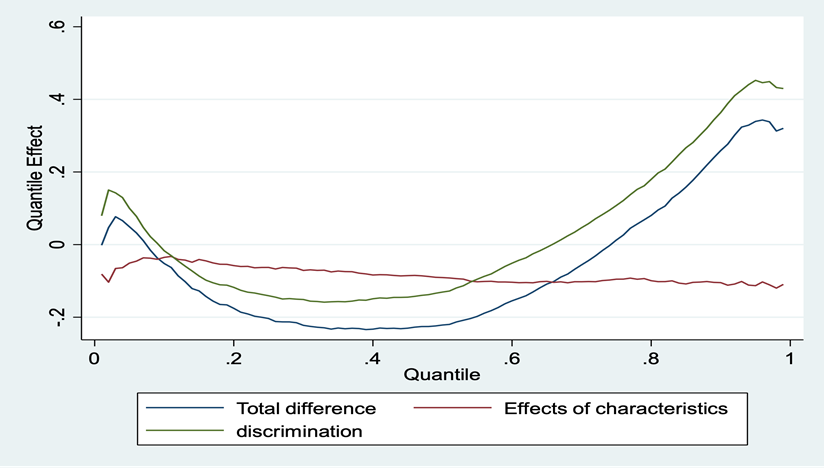 Quantile Effect
.6
.4
.2
0
-.2
0 .2 .4 .6 .8 1
Quantile
Total difference Effects of characteristics
discrimination